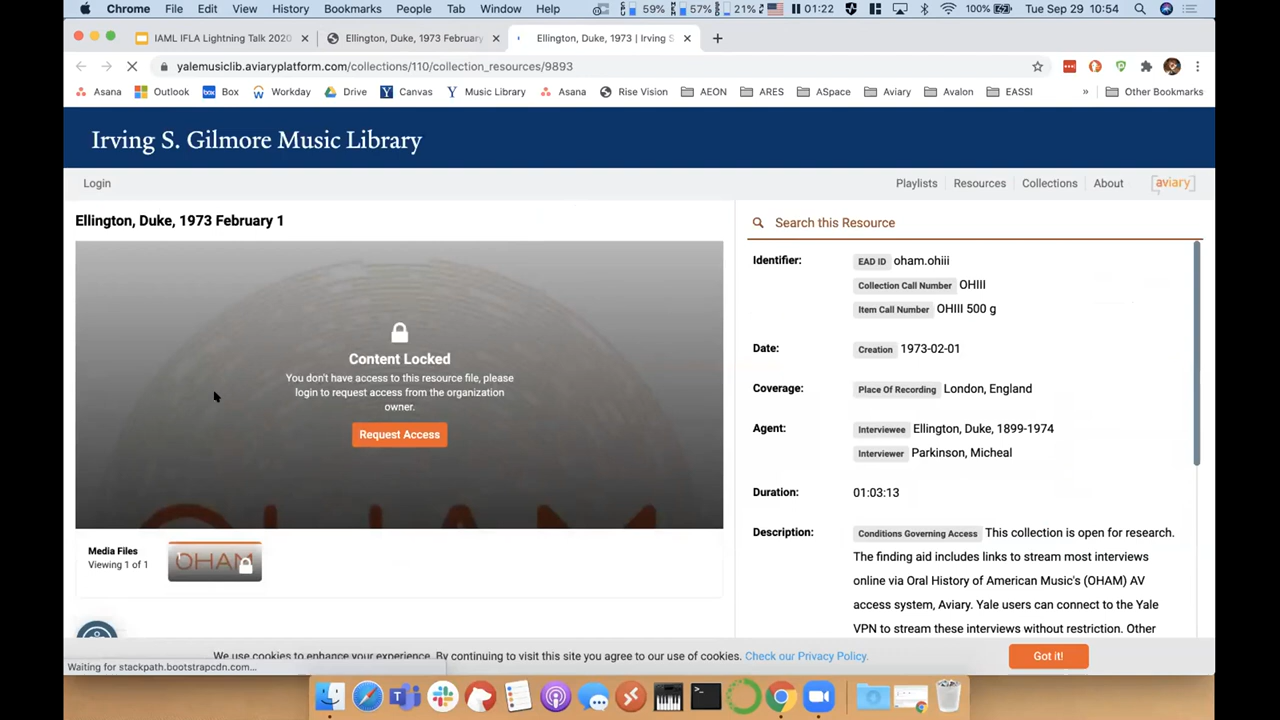 Chrome File Edit View History Bookmarks People Tab Window Help 59% 57% 21% 01:22 100% Tue Sep 29 10:54
IAML IFLA Lightning Talk 2020 Ellington, Duke, 1973 February Ellington, Duke, 1973 | Irving S
yalemusiclib.aviaryplatform.com/collections/110/collection_resources/9893
Asana Outlook box Box Workday Drive Canvas Music Library Asana Rise Vision AEON ARES ASpace Aviary Avalon EASSI » Other Bookmarks
Irving S. Gilmore Music Library
Login Playlists Resources Collections About [aviary]
Ellington, Duke, 1973 February 1
Content Locked
You don't have access to this resource file, please
login to request access from the organization
owner.
Request Access
OHAM
Media Files
Viewing 1 of 1
1 OHAM
Search this Resource
Identifier: EAD ID oham.ohiii
Collection Call Number OHIII
Item Call Number OHIII 500 g
Date: Creation 1973-02-01
Coverage: Place Of Recording London, England
Agent: Interviewee Ellington, Duke, 1899-1974
Interviewer Parkinson, Micheal
Duration: 01:03:13
Description: Conditions Governing Access This collection is open for research.
The finding aid includes links to stream most interviews
online via Oral History of American Music's (OHAM) AV
access system, Aviary. Yale users can connect to the Yale
VPN to stream these interviews without restriction. Other
We use cookies to enhance your experience. By continuing to visit this site you agree to our use of cookies. Check our Privacy Policy. Got it!
Waiting for stackpath.bootstrapcdn.com...